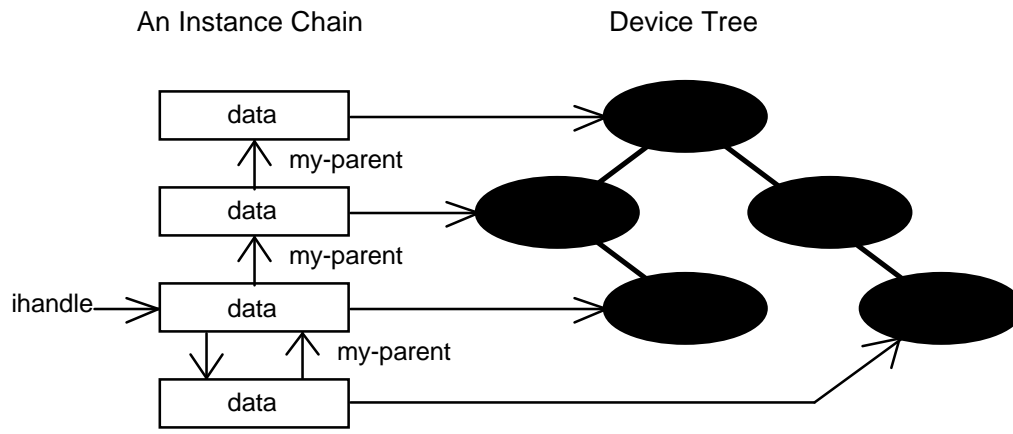 An Instance Chain
Device Tree
data
my-parent
data
my-parent
ihandle
data
my-parent
data